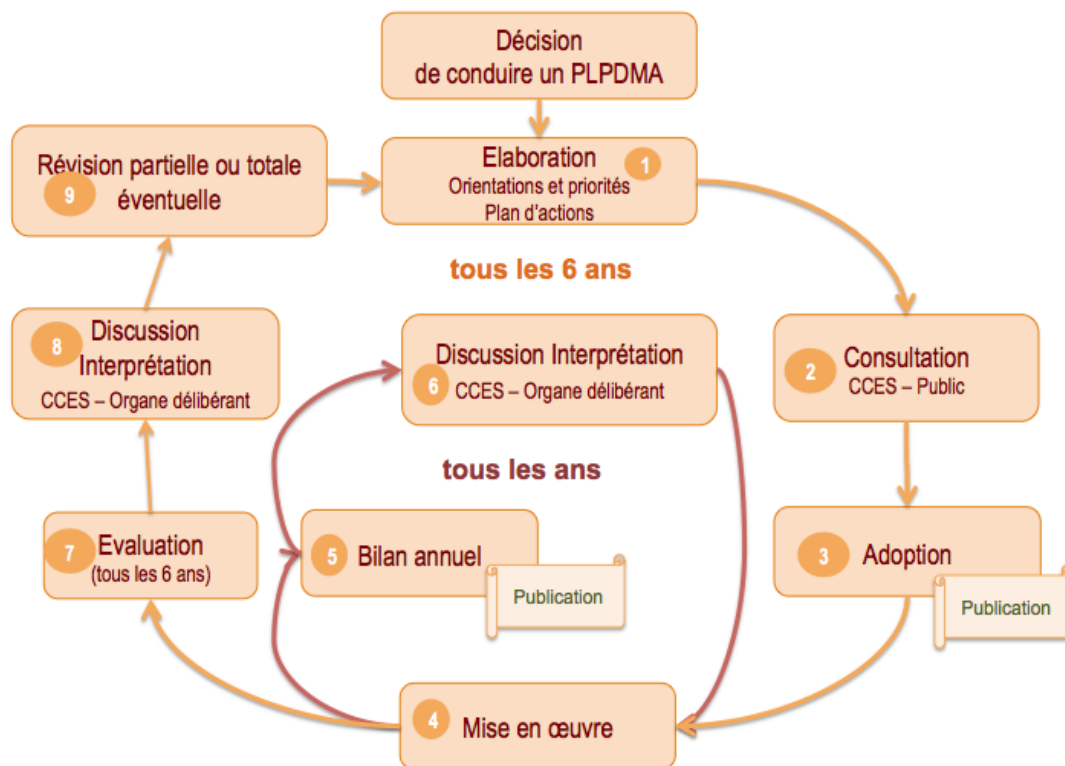 Décision
de conduire un PLPDMA
Elaboration
1
Orientations et priorités
Plan d'actions
Révision partielle ou totale
9
éventuelle
tous les 6 ans
8
Discussion
Interprétation
CCES – Organe délibérant
Discussion Interprétation
6
CCES – Organe délibérant
2
Consultation
CCES – Public
tous les ans
7
Evaluation
(tous les 6 ans)
5
Bilan annuel
Publication
3
Adoption
Publication
4
Mise en œuvre